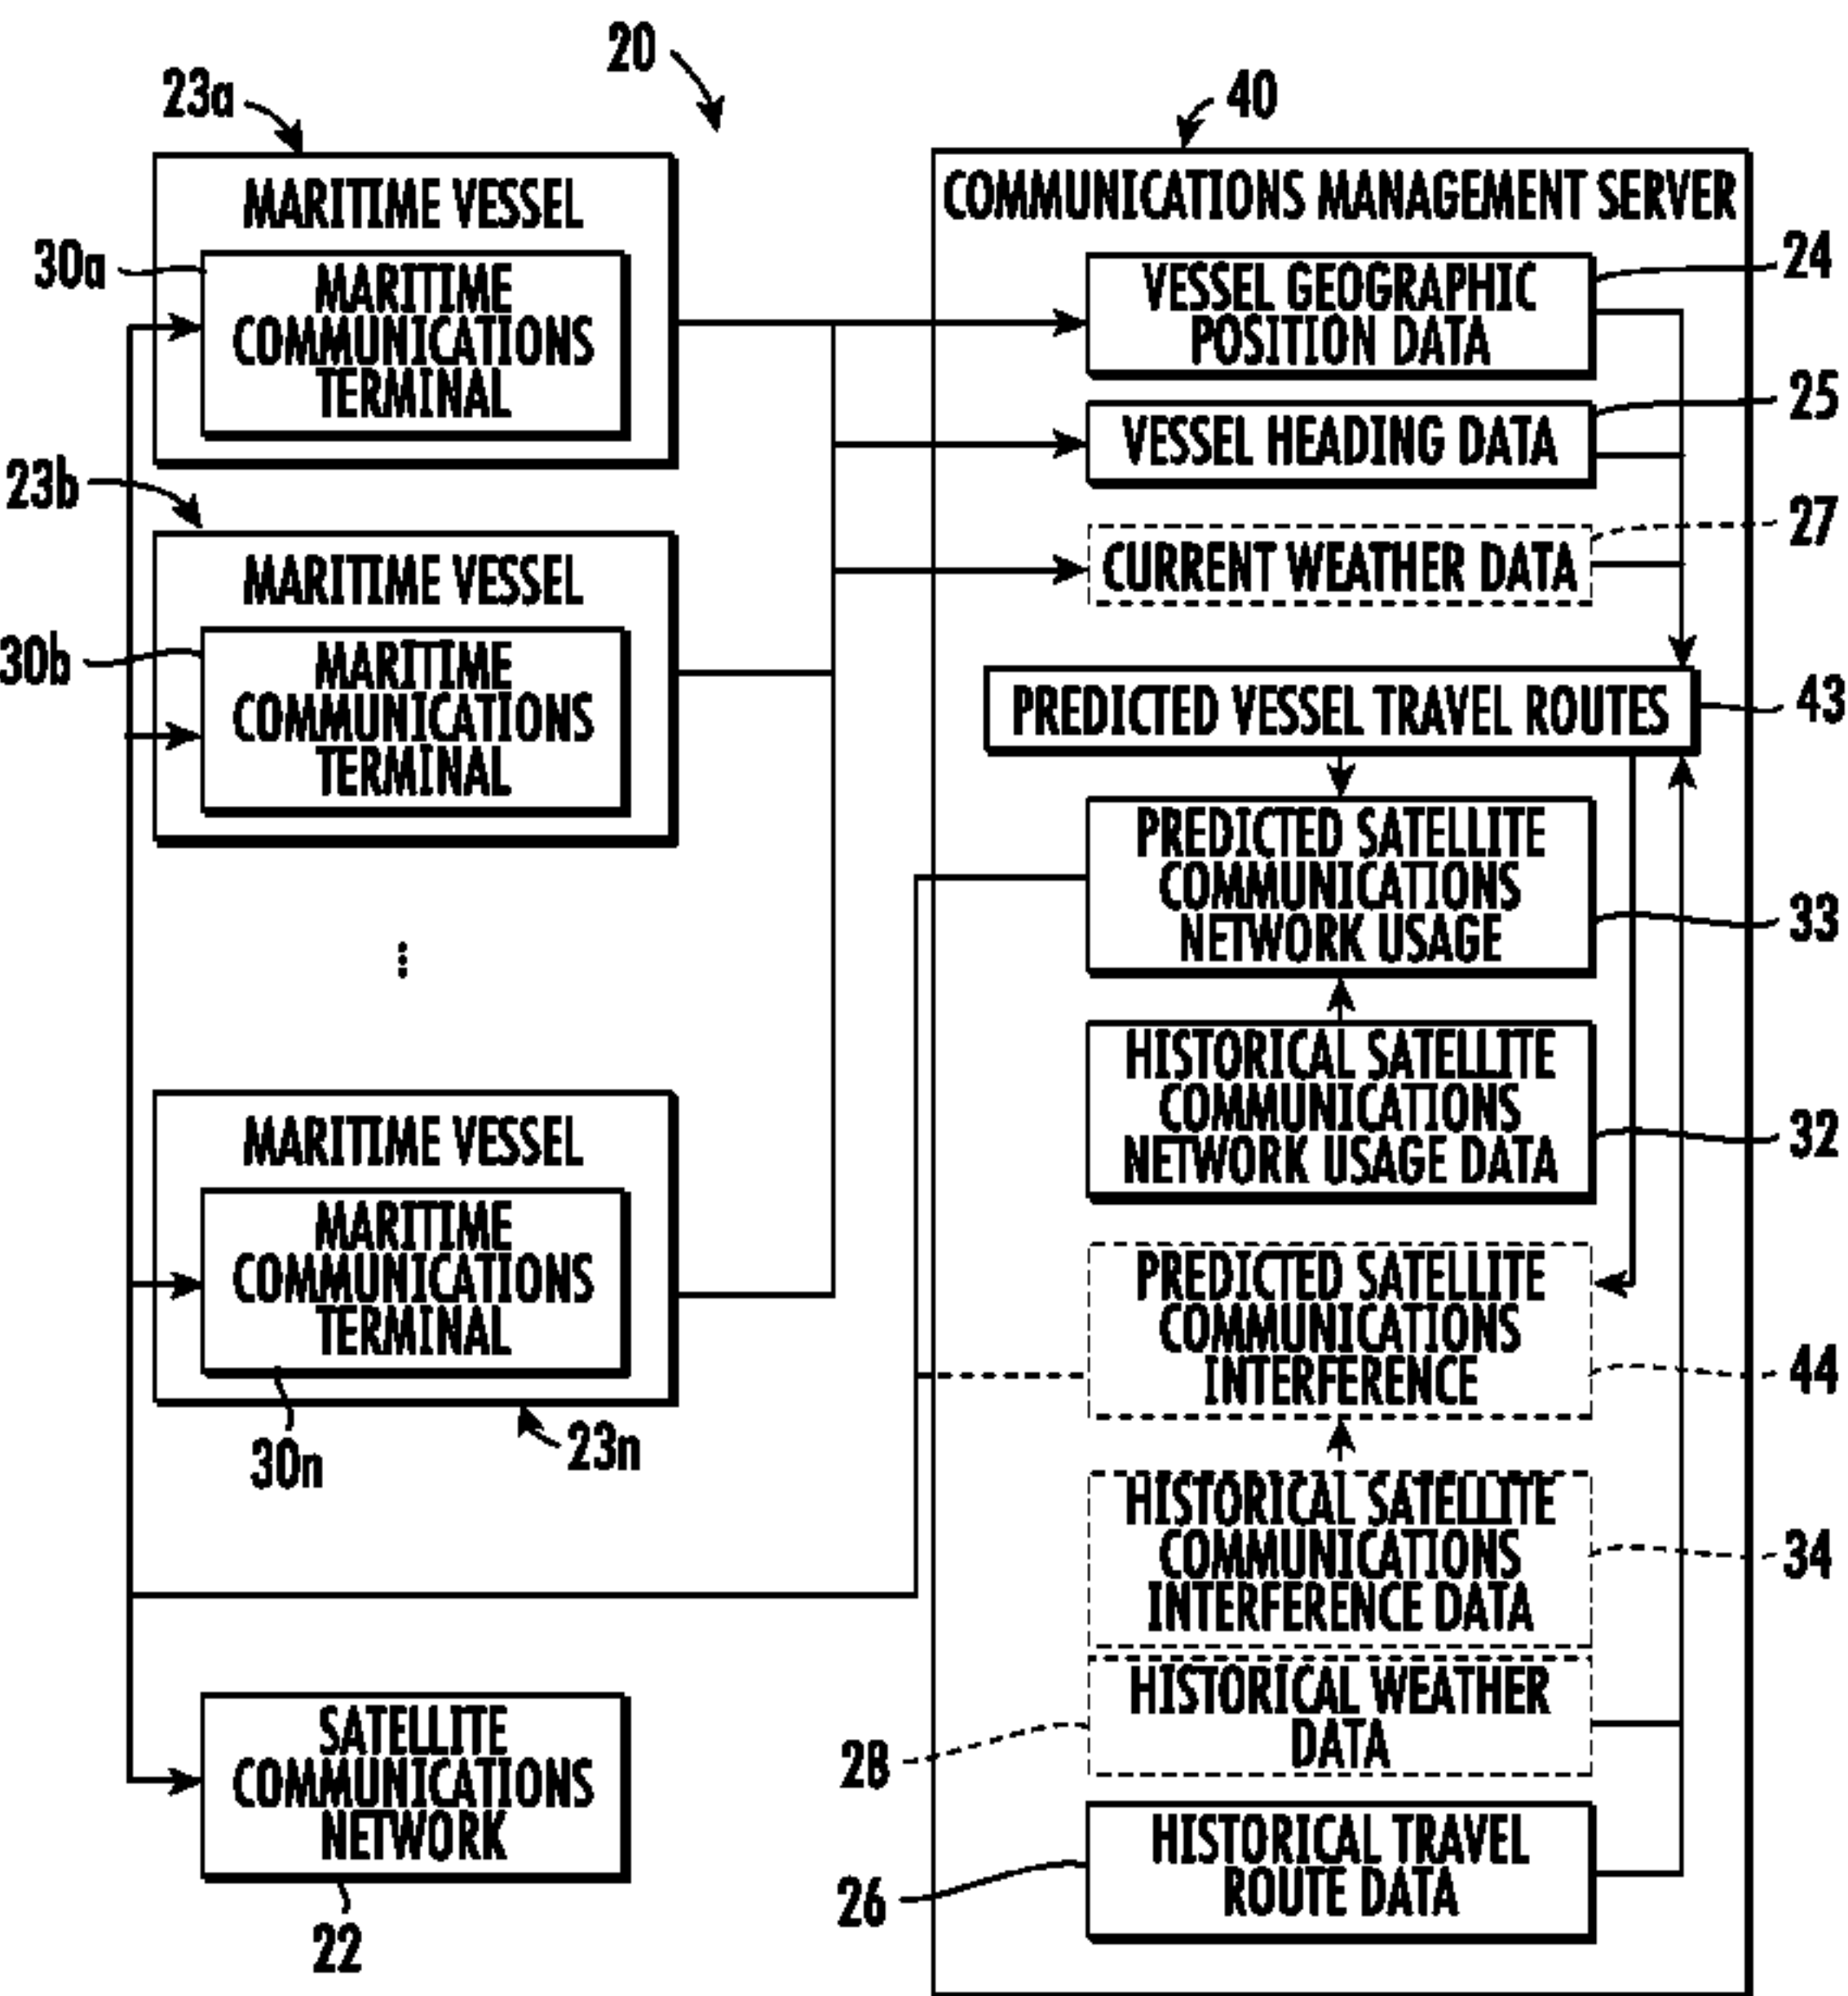 20
23a
40
MARITIME VESSEL
30a
MARITIME
COMMUNICATIONS
TERMINAL
23b
MARITIME VESSEL
30b
MARITIME
COMMUNICATIONS
TERMINAL
...
MARITIME VESSEL
MARITIME
COMMUNICATIONS
TERMINAL
30n
23n
SATELLITE
COMMUNICATIONS
NETWORK
22
COMMUNICATIONS MANAGEMENT SERVER
VESSEL GEOGRAPHIC
POSITION DATA
24
VESSEL HEADING DATA
25
CURRENT WEATHER DATA
27
PREDICTED VESSEL TRAVEL ROUTES
43
PREDICTED SATELLITE
COMMUNICATIONS
NETWORK USAGE
33
HISTORICAL SATELLITE
COMMUNICATIONS
NETWORK USAGE DATA
32
PREDICTED SATELLITE
COMMUNICATIONS
INTERFERENCE
44
HISTORICAL SATELLITE
COMMUNICATIONS
INTERFERENCE DATA
34
HISTORICAL WEATHER
DATA
28
HISTORICAL TRAVEL
ROUTE DATA
26